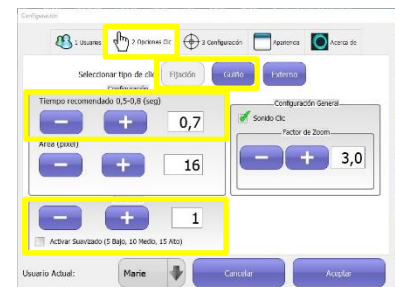 Configuración
1 Usuarios
2 Opciones Clic
3 Configuración
Apariencia
Acerca de
Seleccionar tipo de clic
Fijación
Guiño
Externo
Configuración
Tiempo recomendado 0,5-0,8 (seg)
− + 0,7
Área (píxel)
− + 16
− + 1
Activar Suavizado (5 Bajo, 10 Medio, 15 Alto)
Configuración General
Sonido Clic
Factor de Zoom
− + 3,0
Usuario Actual:
Marie
Cancelar
Aceptar